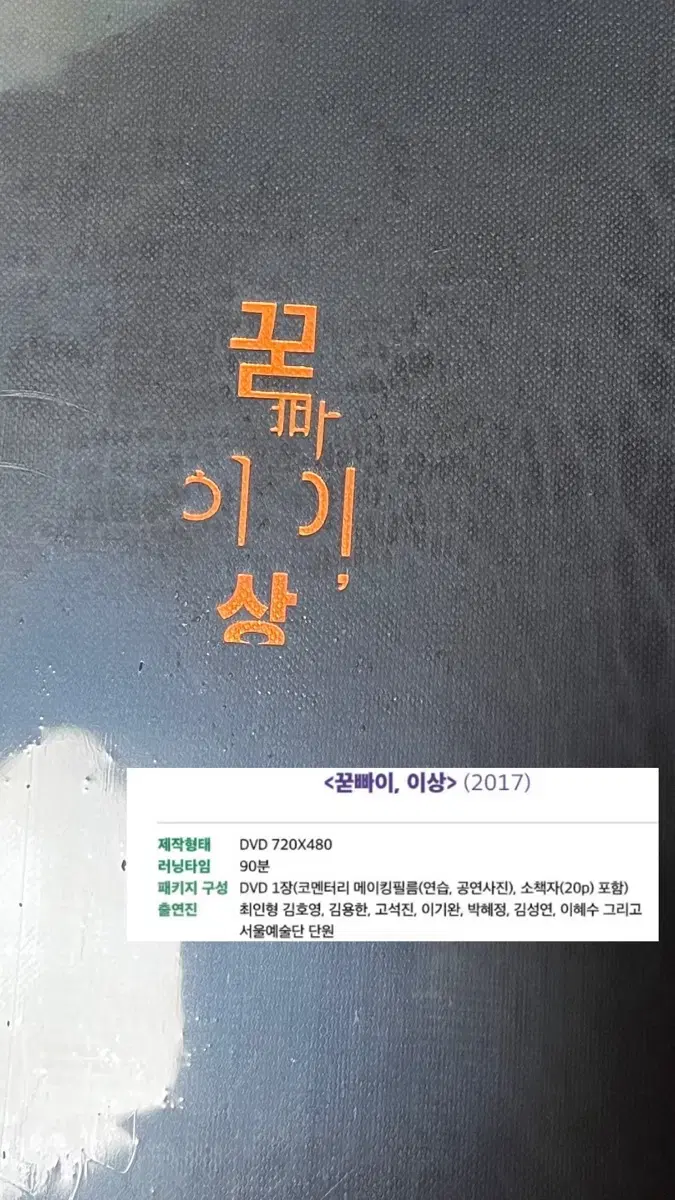 꾿
빠
이 이,
상
<꾿빠이, 이상> (2017)
제작형태 DVD 720X480
러닝타임 90분
패키지 구성 DVD 1장(코멘터리 메이킹필름(연습, 공연사진), 소책자(20p) 포함)
출연진 최인형 김호영, 김용한, 고석진, 이기완, 박혜정, 김성연, 이혜수 그리고
서울예술단 단원